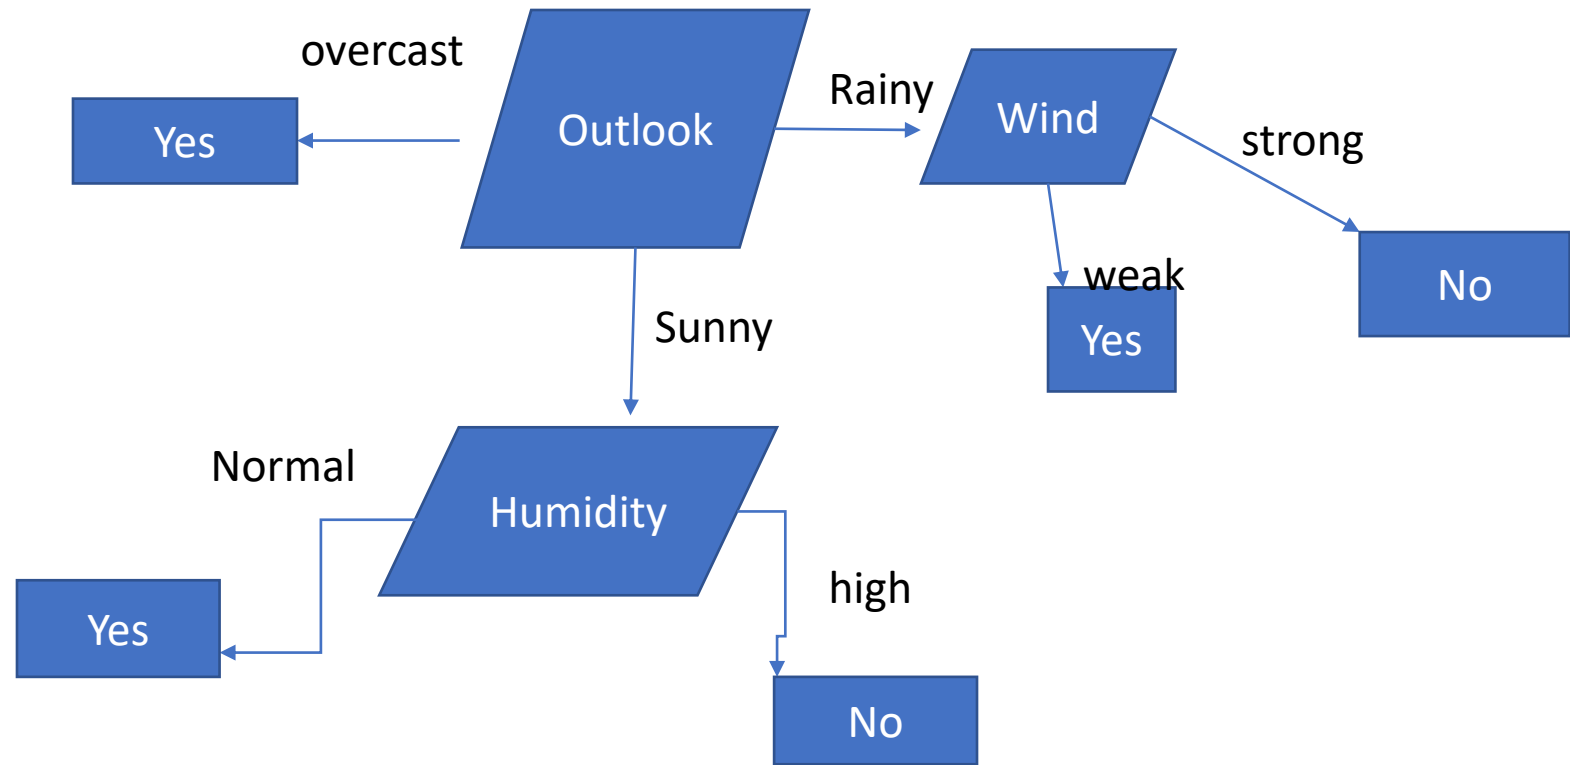 overcast
Yes
Outlook
Rainy
Wind
strong
weak
Yes
No
Sunny
Normal
Humidity
high
Yes
No